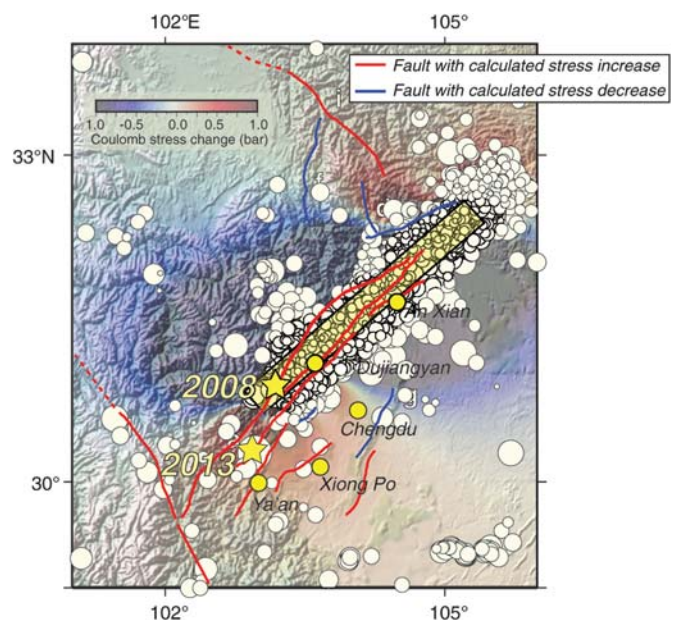 102°E
105°
Fault with calculated stress increase
Fault with calculated stress decrease
1.0
-0.5
0.0
0.5
1.0
Coulomb stress change (bar)
33°N
An Xian
Dujiangyan
2008
Chengdu
2013
30°
Xiong Po
Ya'an
102°
105°